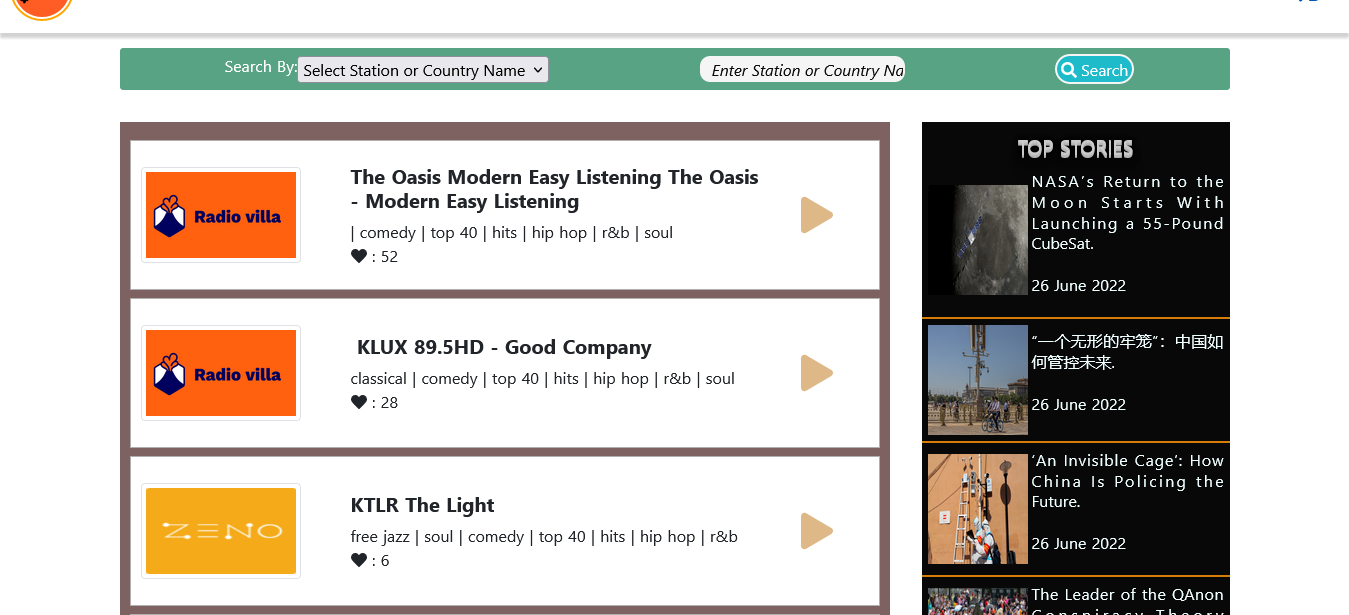 Search By:
Select Station or Country Name
Enter Station or Country Na
Search
Radio villa
The Oasis Modern Easy Listening The Oasis
- Modern Easy Listening
| comedy | top 40 | hits | hip hop | r&b | soul
: 52
Radio villa
KLUX 89.5HD - Good Company
classical | comedy | top 40 | hits | hip hop | r&b | soul
: 28
ZENO
KTLR The Light
free jazz | soul | comedy | top 40 | hits | hip hop | r&b
: 6
TOP STORIES
NASA’s Return to the
Moon Starts With
Launching a 55-Pound
CubeSat.
26 June 2022
“一个无形的牢笼”：中国如
何管控未来.
26 June 2022
‘An Invisible Cage’: How
China Is Policing the
Future.
26 June 2022
The Leader of the QAnon
Conspiracy Theory